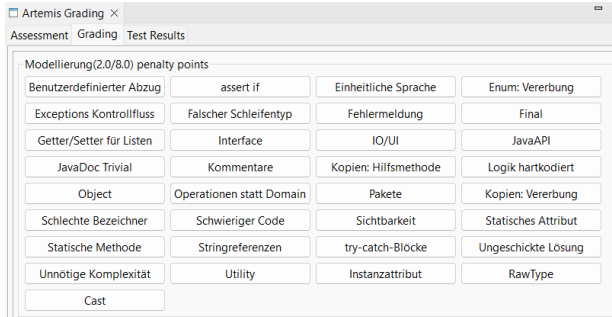 Artemis Grading
Assessment Grading Test Results
Modellierung(2.0/8.0) penalty points
Benutzerdefinierter Abzug assert if Einheitliche Sprache Enum: Vererbung
Exceptions Kontrollfluss Falscher Schleifentyp Fehlermeldung Final
Getter/Setter für Listen Interface IO/UI JavaAPI
JavaDoc Trivial Kommentare Kopien: Hilfsmethode Logik hartkodiert
Object Operationen statt Domain Pakete Kopien: Vererbung
Schlechte Bezeichner Schwieriger Code Sichtbarkeit Statisches Attribut
Statische Methode Stringreferenzen try-catch-Blöcke Ungeschickte Lösung
Unnötige Komplexität Utility Instanzattribut RawType
Cast